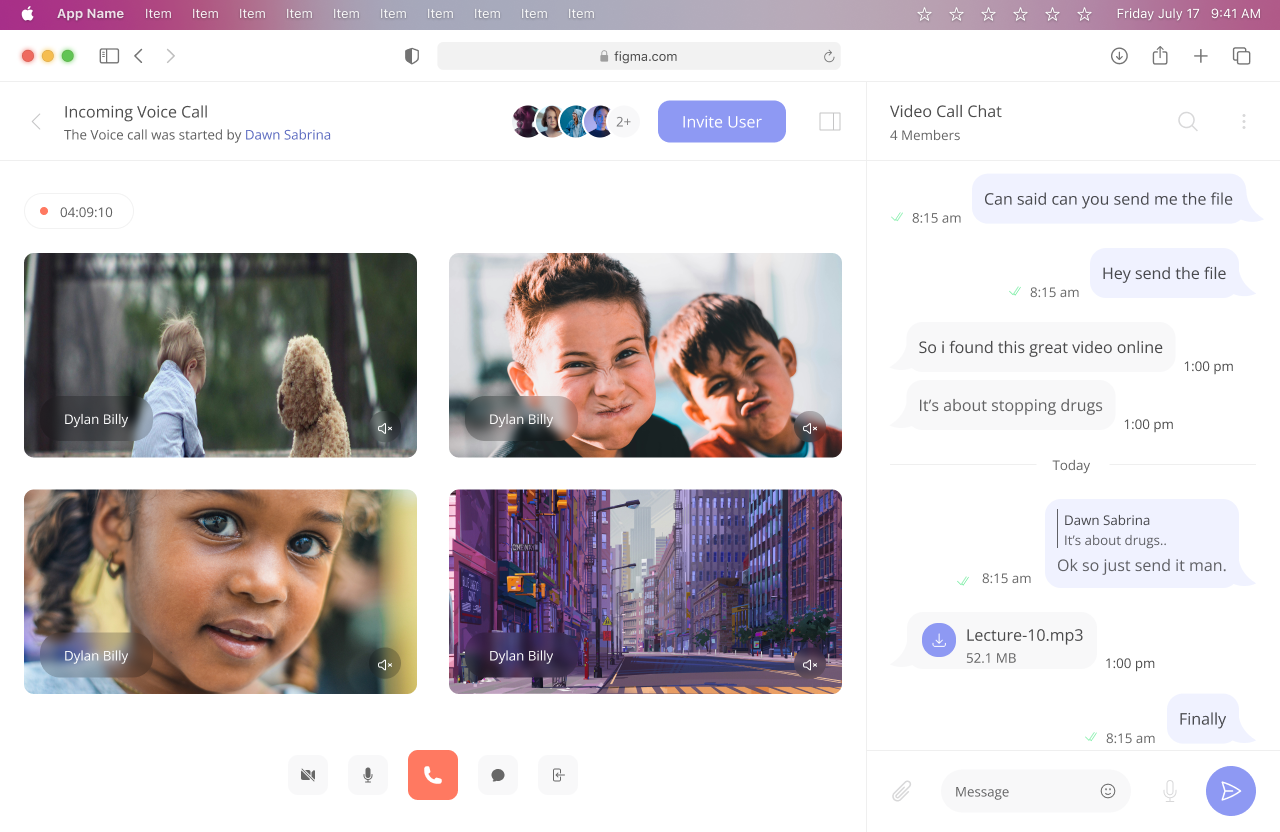 App Name Item Item Item Item Item Item Item Item Item Item Friday July 17 9:41 AM
figma.com
Incoming Voice Call
The Voice call was started by Dawn Sabrina
2+
Invite User
04:09:10
Dylan Billy
Dylan Billy
Dylan Billy
Dylan Billy
Video Call Chat
4 Members
Can said can you send me the file
8:15 am
Hey send the file
8:15 am
So i found this great video online
1:00 pm
It's about stopping drugs
1:00 pm
Today
Dawn Sabrina
It's about drugs..
Ok so just send it man.
8:15 am
Lecture-10.mp3
52.1 MB
1:00 pm
Finally
8:15 am
Message